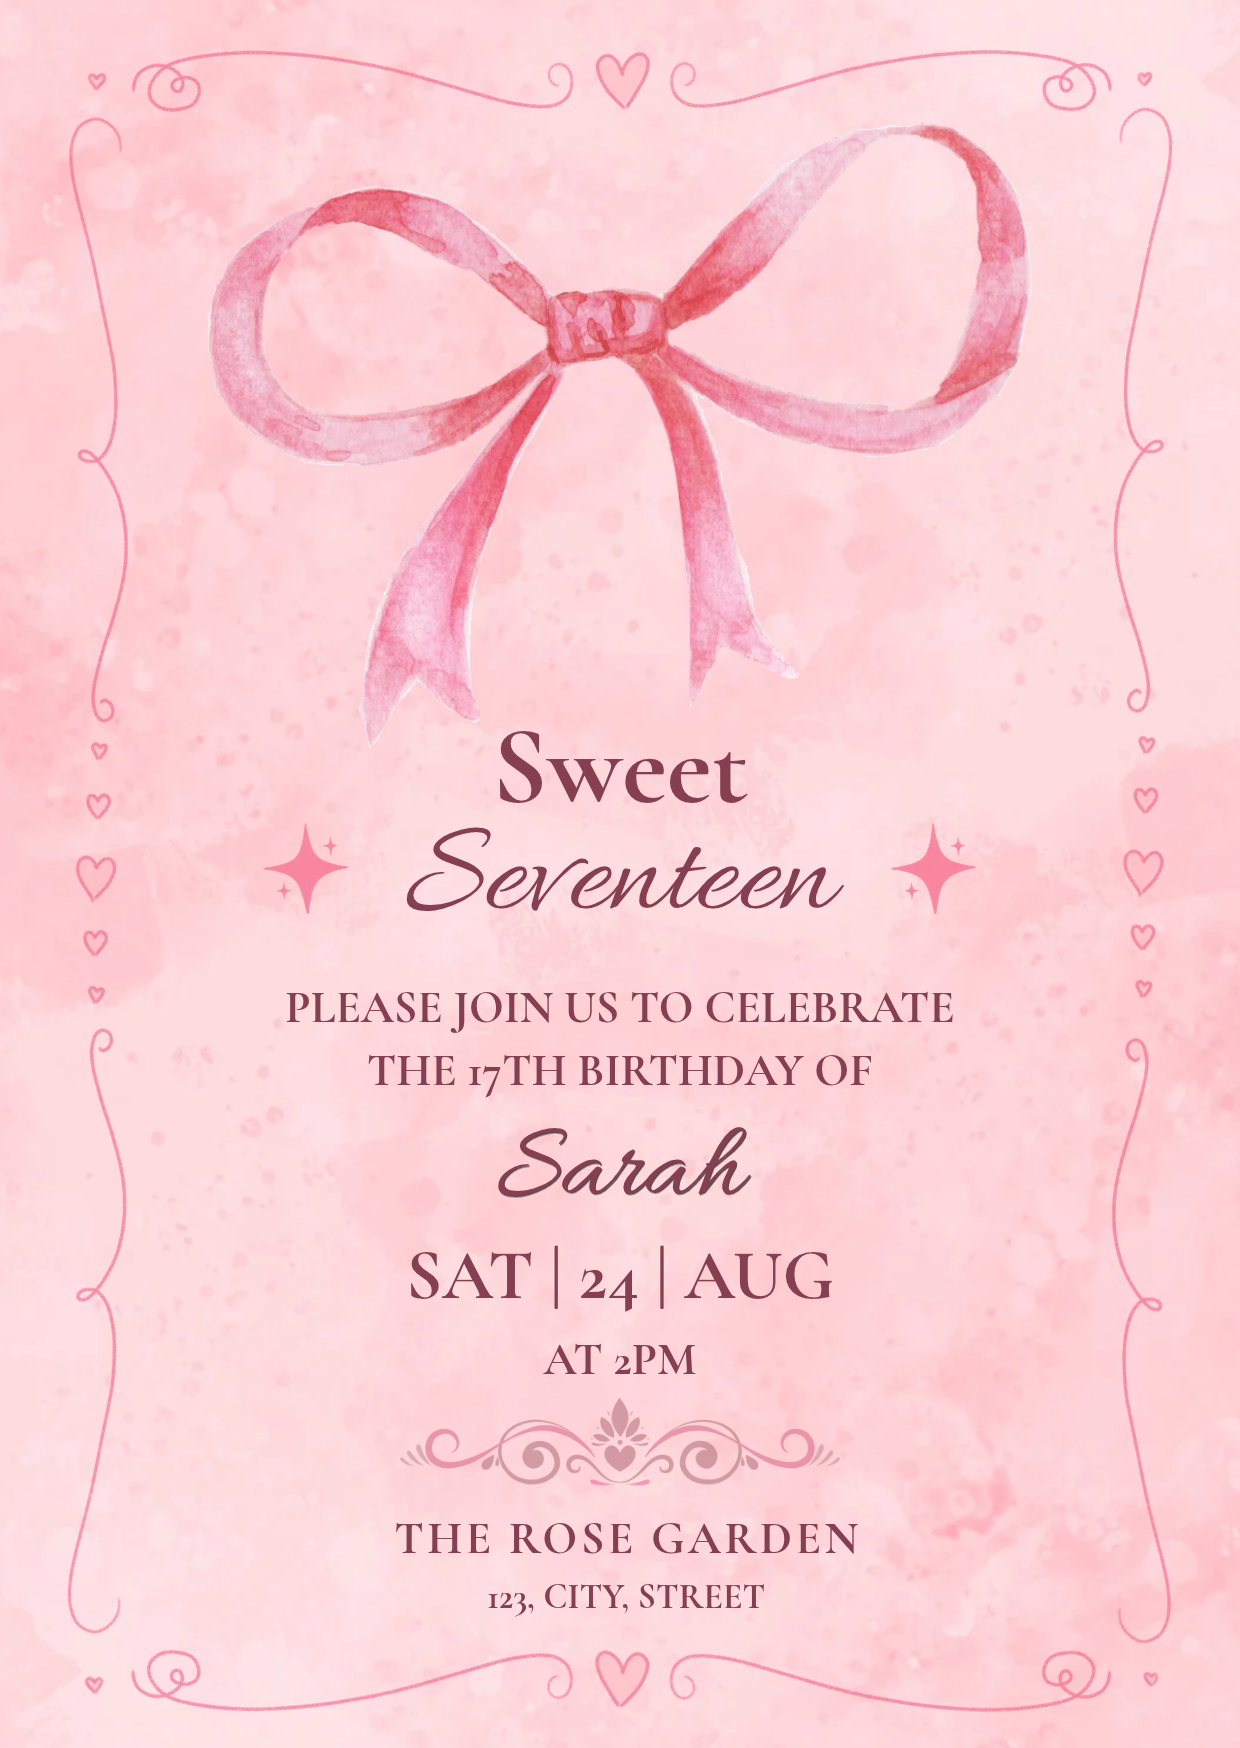 Sweet
Seventeen
PLEASE JOIN US TO CELEBRATE
THE 17TH BIRTHDAY OF
Sarah
SAT | 24 | AUG
AT 2PM
THE ROSE GARDEN
123, CITY, STREET